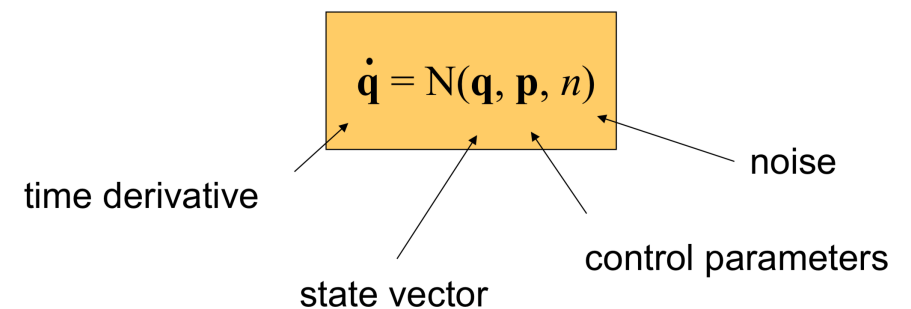 q̇ = N(q, p, n)
noise
time derivative
control parameters
state vector